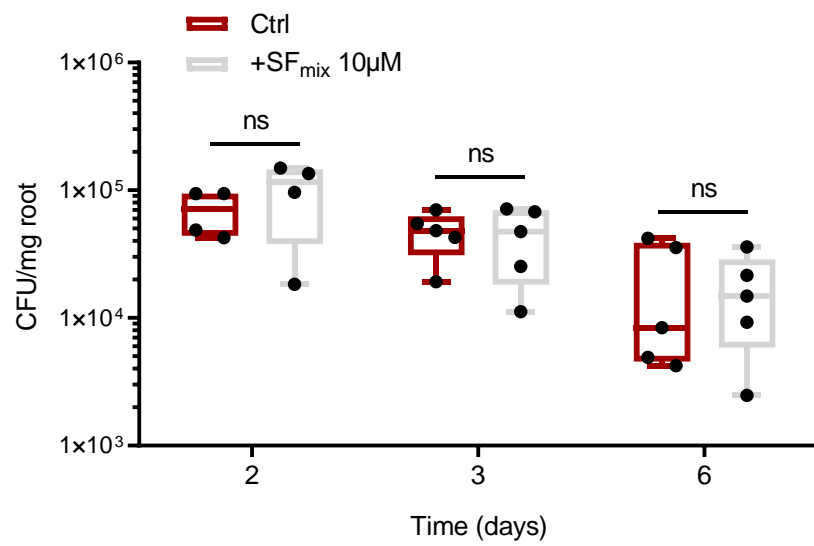 Ctrl
+SFmix 10µM
1×10⁶
1×10⁵
1×10⁴
1×10³
CFU/mg root
ns
ns
ns
2
3
6
Time (days)